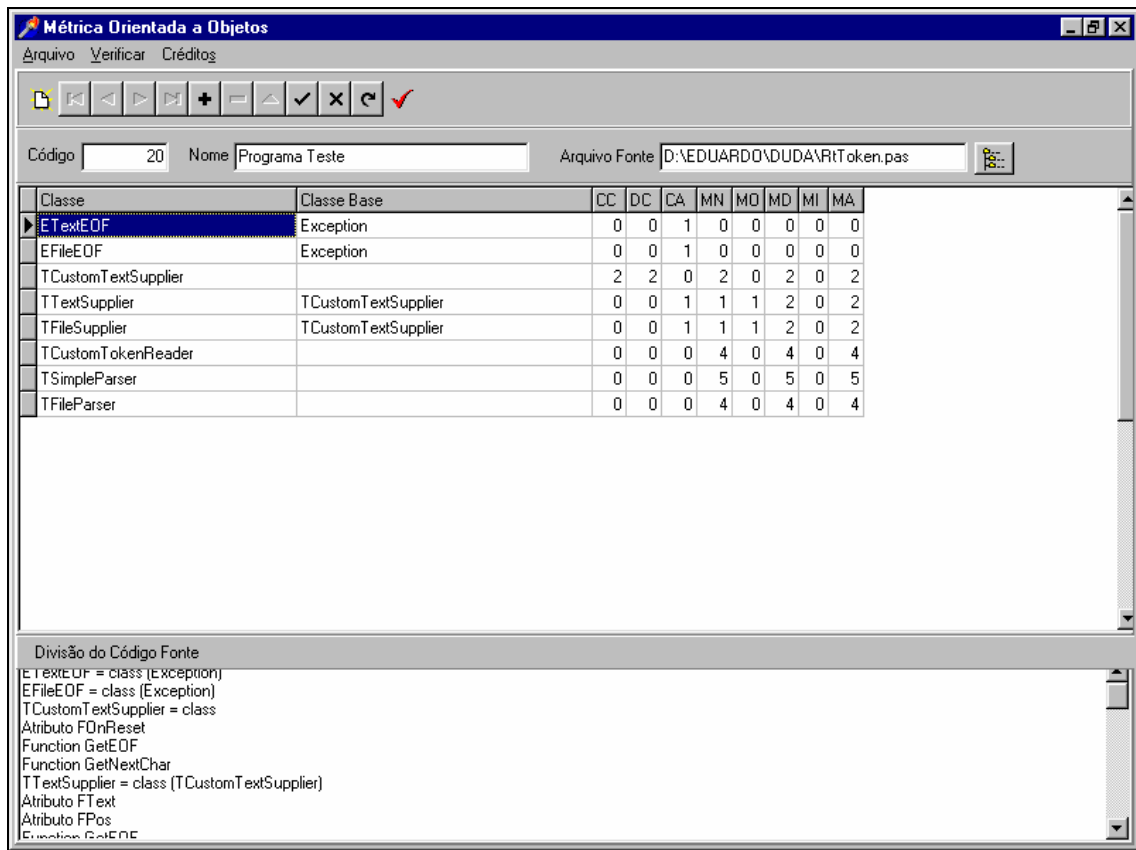 Métrica Orientada a Objetos
Arquivo Verificar Créditos
Código 20 Nome Programa Teste Arquivo Fonte D:\EDUARDO\DUDA\RtToken.pas
Classe Classe Base CC DC CA MN MO MD MI MA
ETextEOF Exception 0 0 1 0 0 0 0 0
EFileEOF Exception 0 0 1 0 0 0 0 0
TCustomTextSupplier 2 2 0 2 0 2 0 2
TTextSupplier TCustomTextSupplier 0 0 1 1 1 2 0 2
TFileSupplier TCustomTextSupplier 0 0 1 1 1 2 0 2
TCustomTokenReader 0 0 0 4 0 4 0 4
TSimpleParser 0 0 0 5 0 5 0 5
TFileParser 0 0 0 4 0 4 0 4
Divisão do Código Fonte
ETextEOF = class (Exception)
EFileEOF = class (Exception)
TCustomTextSupplier = class
Atributo FOnReset
Function GetEOF
Function GetNextChar
TTextSupplier = class (TCustomTextSupplier)
Atributo FText
Atributo FPos
Function GetEOF